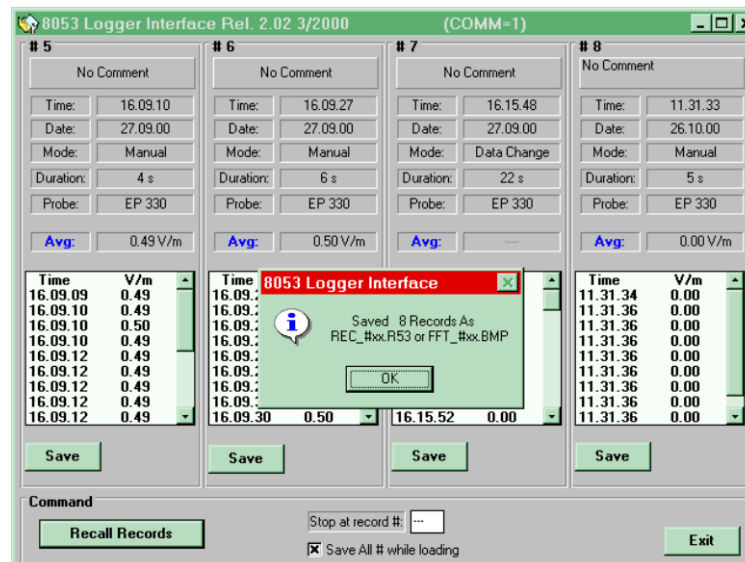 8053 Logger Interface Rel. 2.02 3/2000 (COMM=1)
# 5
No Comment
Time: 16.09.10
Date: 27.09.00
Mode: Manual
Duration: 4 s
Probe: EP 330
Avg: 0.49 V/m
Time V/m
16.09.09 0.49
16.09.10 0.49
16.09.10 0.50
16.09.10 0.49
16.09.12 0.49
16.09.12 0.49
16.09.12 0.49
16.09.12 0.49
Save
# 6
No Comment
Time: 16.09.27
Date: 27.09.00
Mode: Manual
Duration: 6 s
Probe: EP 330
Avg: 0.50 V/m
Time
16.09.30 0.50
Save
# 7
No Comment
Time: 16.15.48
Date: 27.09.00
Mode: Data Change
Duration: 22 s
Probe: EP 330
Avg: ----
16.15.52 0.00
Save
# 8
No Comment
Time: 11.31.33
Date: 26.10.00
Mode: Manual
Duration: 5 s
Probe: EP 330
Avg: 0.00 V/m
Time V/m
11.31.34 0.00
11.31.36 0.00
11.31.36 0.00
11.31.36 0.00
11.31.36 0.00
11.31.36 0.00
11.31.36 0.00
11.31.36 0.00
Save
8053 Logger Interface
Saved 8 Records As
REC_#xx.R53 or FFT_#xx.BMP
OK
Command
Recall Records
Stop at record #: ---
Save All # while loading
Exit